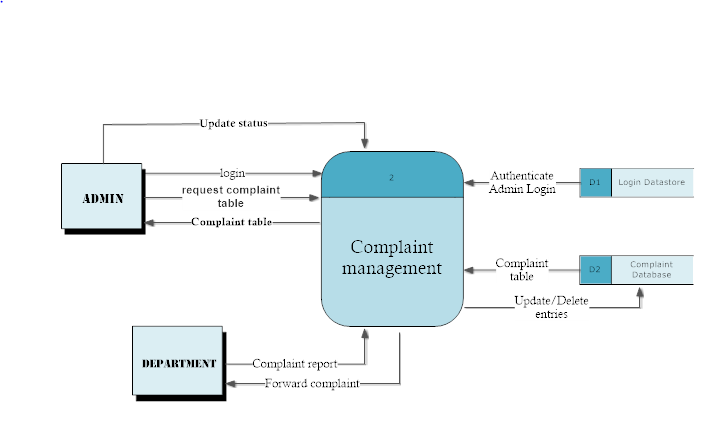 Update status
login
request complaint
table
Complaint table
ADMIN
2
Complaint
management
Authenticate
Admin Login
D1
Login Datastore
Complaint
table
D2
Complaint
Database
Update/Delete
entries
DEPARTMENT
Complaint report
Forward complaint